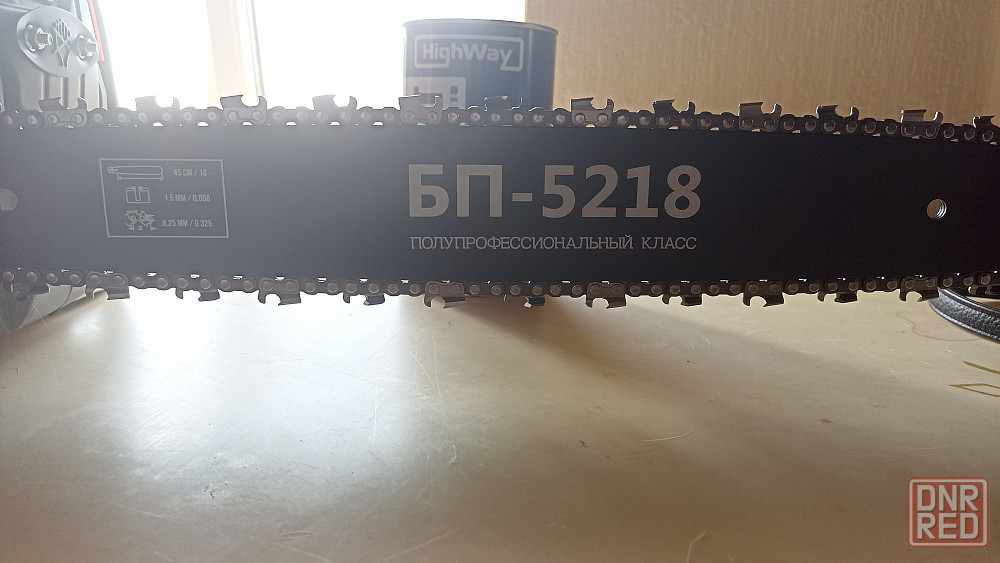 HighWay
45 СМ / 18"
1.5 ММ / 0.058"
8.25 ММ / 0.325
БП-5218
ПОЛУПРОФЕССИОНАЛЬНЫЙ КЛАСС
DNR
RED